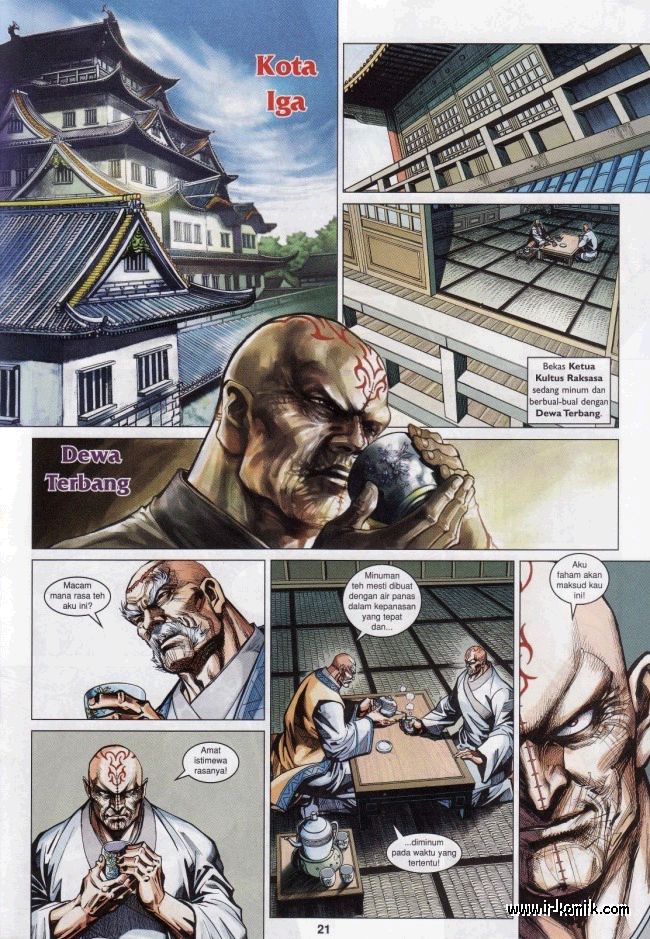 Kota
Iga
Bekas Ketua
Kultus Raksasa
sedang minum dan
berbual-bual dengan
Dewa Terbang.
Dewa
Terbang
Macam
mana rasa teh
aku ini?
Amat
istimewa
rasanya!
Minuman
teh mesti dibuat
dengan air panas
dalam kepanasan
yang tepat
dan...
...diminum
pada waktu yang
tertentu!
Aku
faham akan
maksud kau
ini!
21
www.ir-komik.com